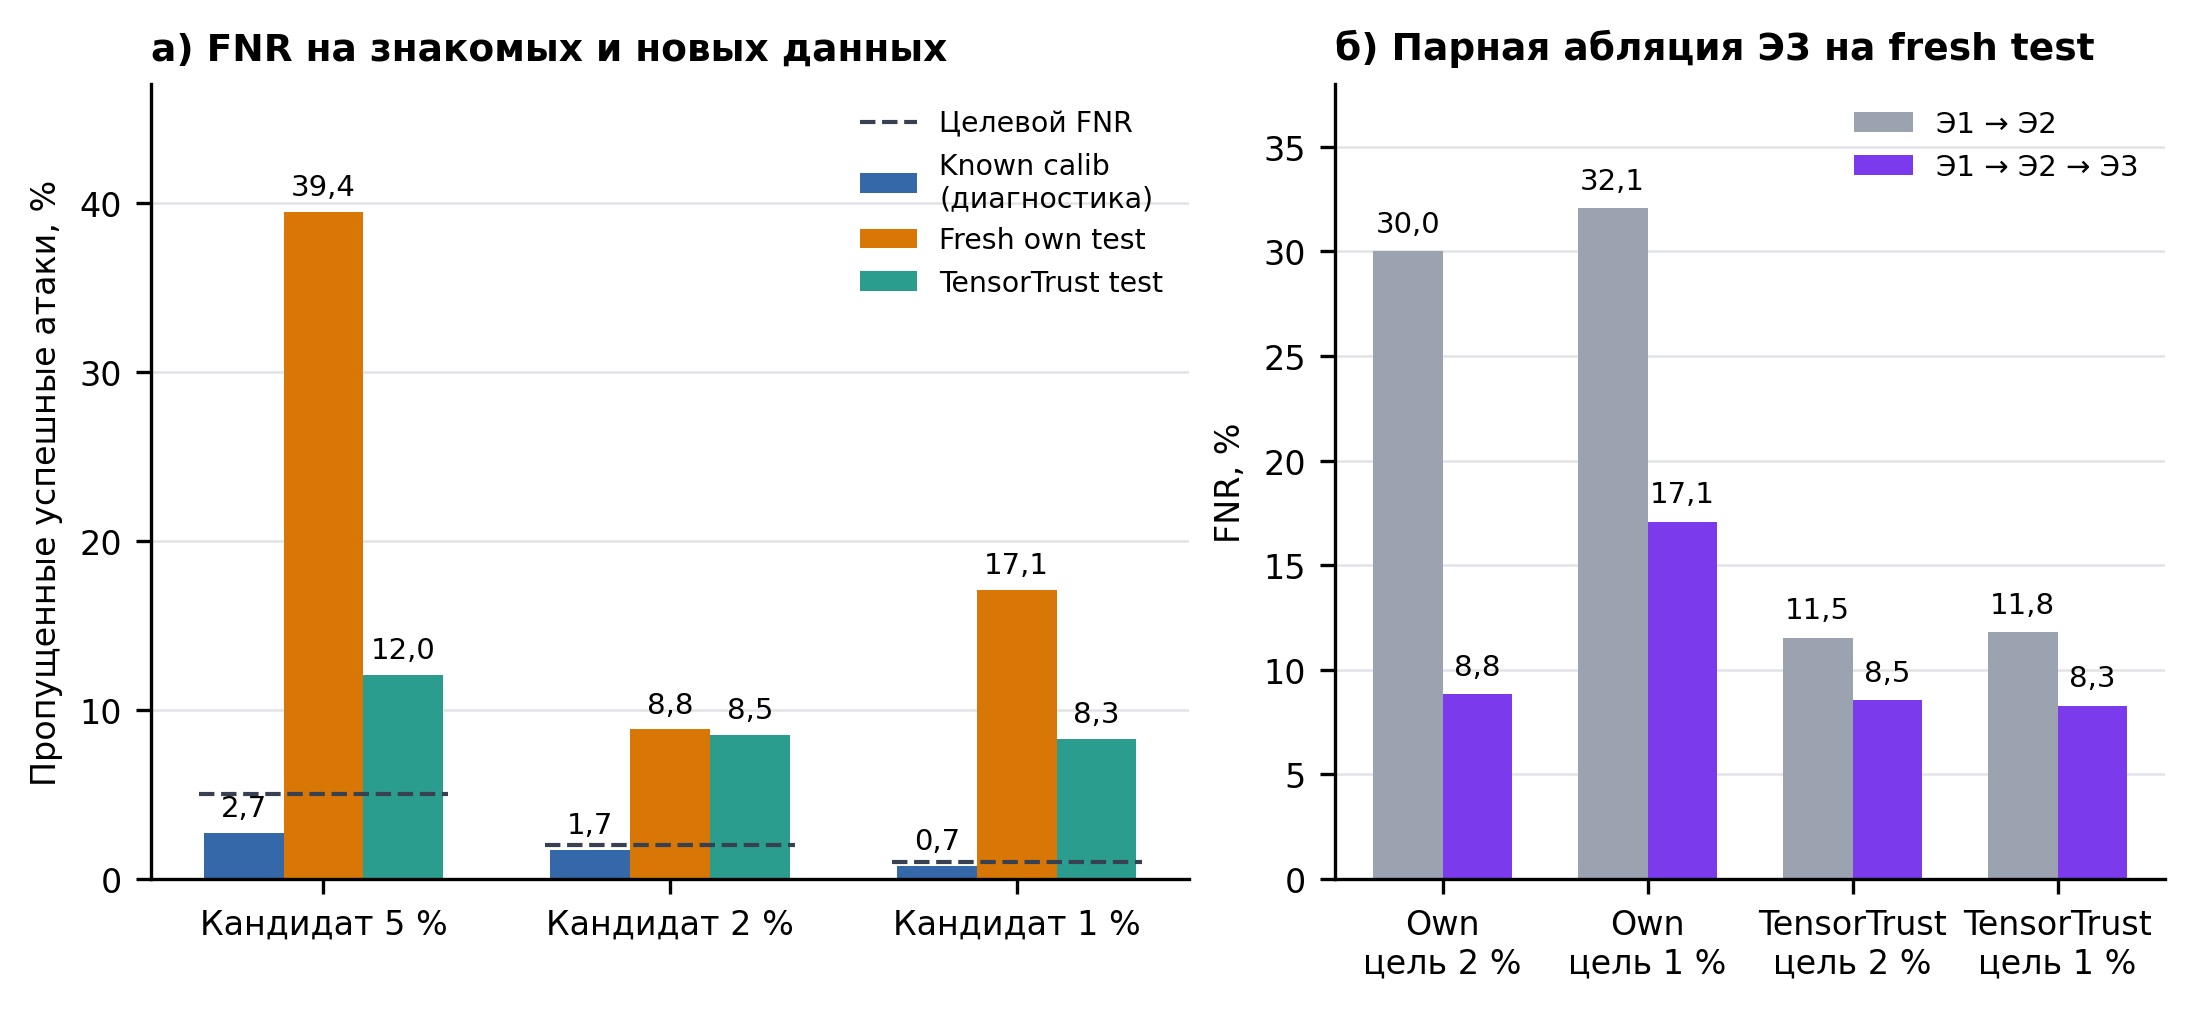 а) FNR на знакомых и новых данных
Пропущенные успешные атаки, %
40
30
20
10
0
Целевой FNR
Known calib
(диагностика)
Fresh own test
TensorTrust test
39,4
12,0
2,7
1,7
8,8
8,5
0,7
17,1
8,3
Кандидат 5 %
Кандидат 2 %
Кандидат 1 %
б) Парная абляция Э3 на fresh test
FNR, %
35
30
25
20
15
10
5
0
Э1 → Э2
Э1 → Э2 → Э3
30,0
8,8
32,1
17,1
11,5
8,5
11,8
8,3
Own
цель 2 %
Own
цель 1 %
TensorTrust
цель 2 %
TensorTrust
цель 1 %